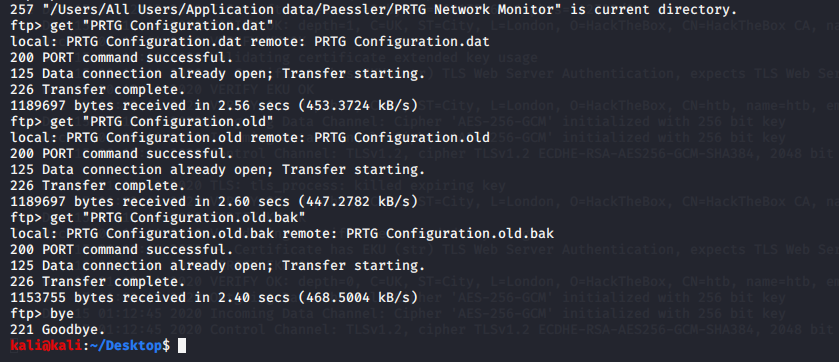 257 "/Users/All Users/Application data/Paessler/PRTG Network Monitor" is current directory.
ftp> get "PRTG Configuration.dat"
local: PRTG Configuration.dat remote: PRTG Configuration.dat
200 PORT command successful.
125 Data connection already open; Transfer starting.
226 Transfer complete.
1189697 bytes received in 2.56 secs (453.3724 kB/s)
ftp> get "PRTG Configuration.old"
local: PRTG Configuration.old remote: PRTG Configuration.old
200 PORT command successful.
125 Data connection already open; Transfer starting.
226 Transfer complete.
1189697 bytes received in 2.60 secs (447.2782 kB/s)
ftp> get "PRTG Configuration.old.bak"
local: PRTG Configuration.old.bak remote: PRTG Configuration.old.bak
200 PORT command successful.
125 Data connection already open; Transfer starting.
226 Transfer complete.
1153755 bytes received in 2.40 secs (468.5004 kB/s)
ftp> bye
221 Goodbye.
kali@kali:~/Desktop$